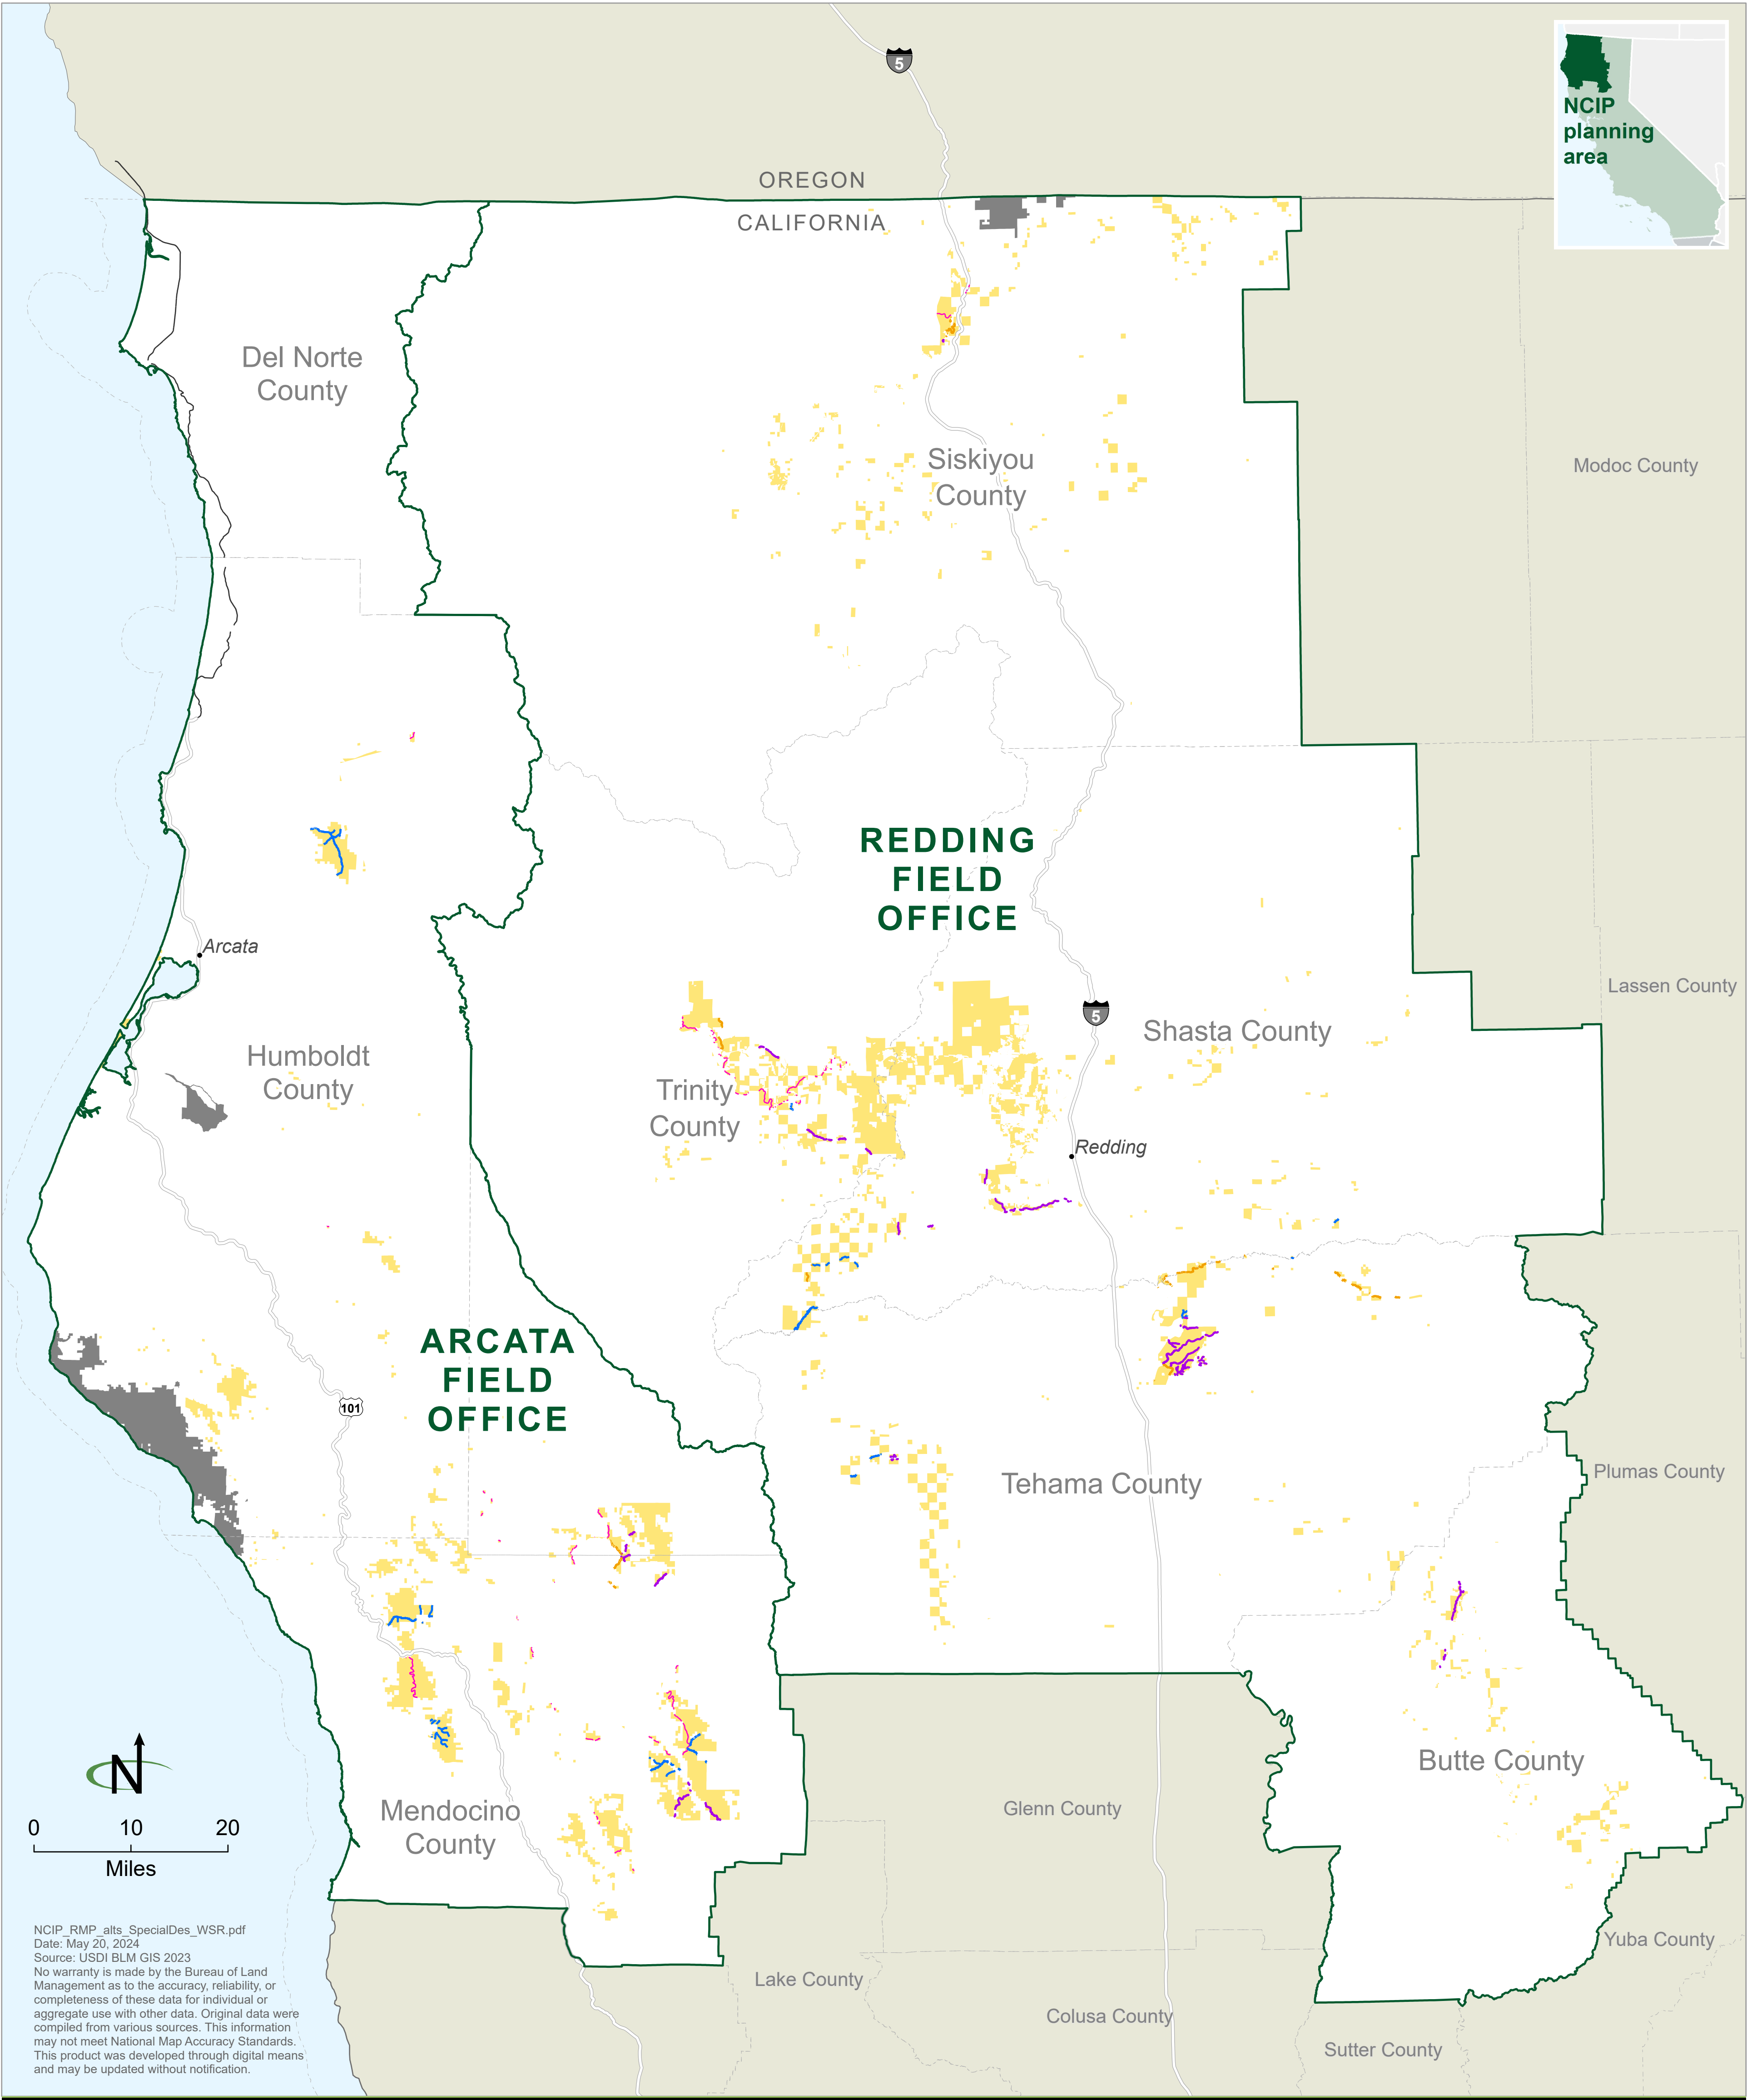 5
NCIP
planning
area
OREGON
CALIFORNIA
Del Norte
County
Siskiyou
County
Modoc County
REDDING
FIELD
OFFICE
Arcata
Lassen County
5
Shasta County
Humboldt
County
Trinity
County
Redding
ARCATA
FIELD
OFFICE
101
Plumas County
Tehama County
Butte County
N
Mendocino
County
Glenn County
0 10 20
Miles
NCIP_RMP_alts_SpecialDes_WSR.pdf
Date: May 20, 2024
Source: USDI BLM GIS 2023
No warranty is made by the Bureau of Land
Management as to the accuracy, reliability, or
completeness of these data for individual or
aggregate use with other data. Original data were
compiled from various sources. This information
may not meet National Map Accuracy Standards.
This product was developed through digital means
and may be updated without notification.
Yuba County
Lake County
Colusa County
Sutter County